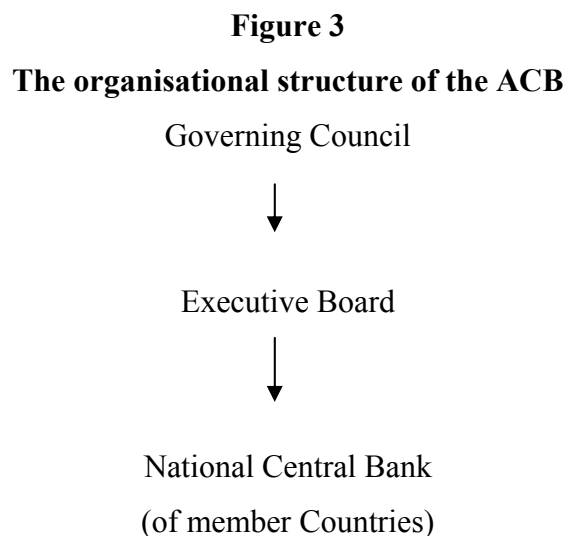 Figure 3
The organisational structure of the ACB
Governing Council
Executive Board
National Central Bank
(of member Countries)